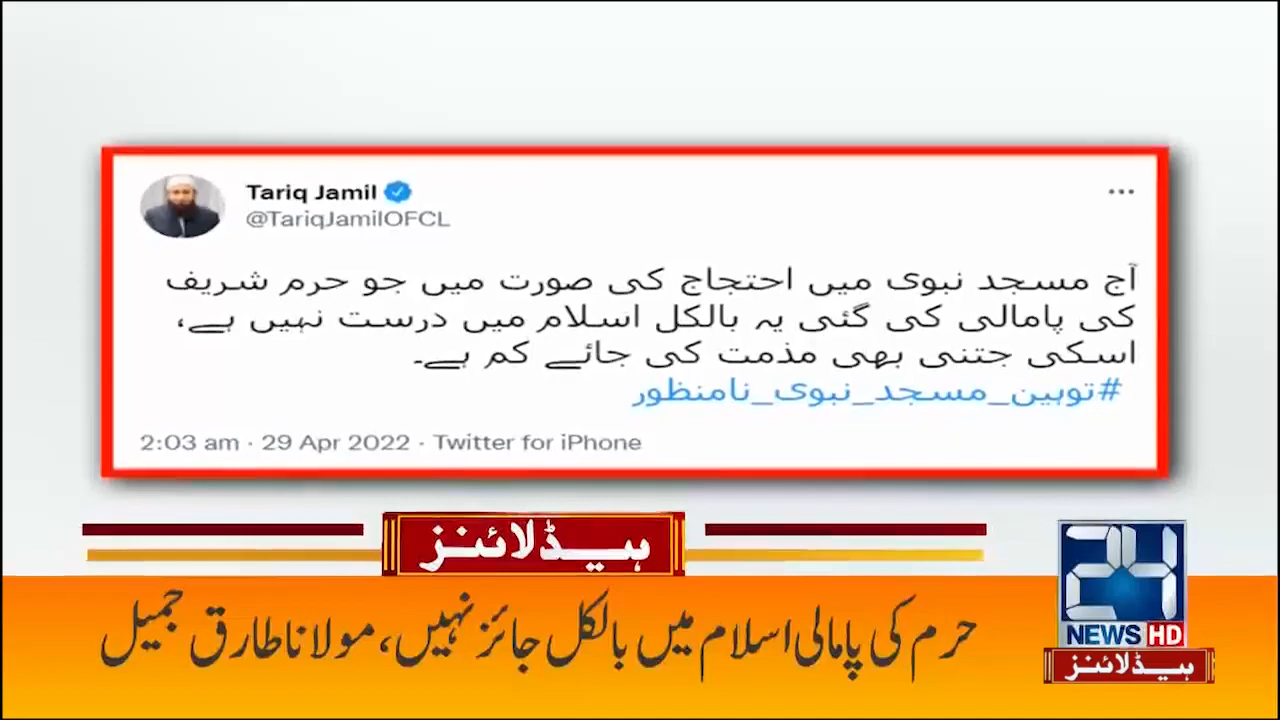 Tariq Jamil
@TariqJamilOFCL
آج مسجد نبوی میں احتجاج کی صورت میں جو حرم شریف
کی پامالی کی گئی یہ بالکل اسلام میں درست نہیں ہے،
اسکی جتنی بھی مذمت کی جائے کم ہے۔
#توہین_مسجد_نبوی_نامنظور
2:03 am · 29 Apr 2022 · Twitter for iPhone
ہیڈلائنز
حرم کی پامالی اسلام میں بالکل جائز نہیں، مولانا طارق جمیل
24
NEWS HD
ہیڈلائنز